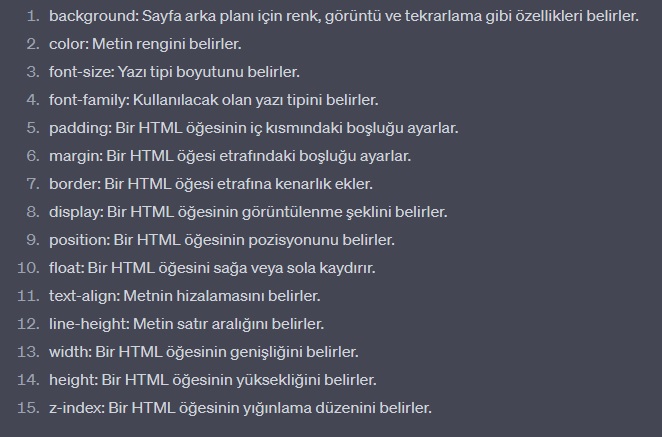 1. background: Sayfa arka planı için renk, görüntü ve tekrarlama gibi özellikleri belirler.
2. color: Metin rengini belirler.
3. font-size: Yazı tipi boyutunu belirler.
4. font-family: Kullanılacak olan yazı tipini belirler.
5. padding: Bir HTML öğesinin iç kısmındaki boşluğu ayarlar.
6. margin: Bir HTML öğesi etrafındaki boşluğu ayarlar.
7. border: Bir HTML öğesi etrafına kenarlık ekler.
8. display: Bir HTML öğesinin görüntülenme şeklini belirler.
9. position: Bir HTML öğesinin pozisyonunu belirler.
10. float: Bir HTML öğesini sağa veya sola kaydırır.
11. text-align: Metnin hizalamasını belirler.
12. line-height: Metin satır aralığını belirler.
13. width: Bir HTML öğesinin genişliğini belirler.
14. height: Bir HTML öğesinin yüksekliğini belirler.
15. z-index: Bir HTML öğesinin yığınlama düzenini belirler.